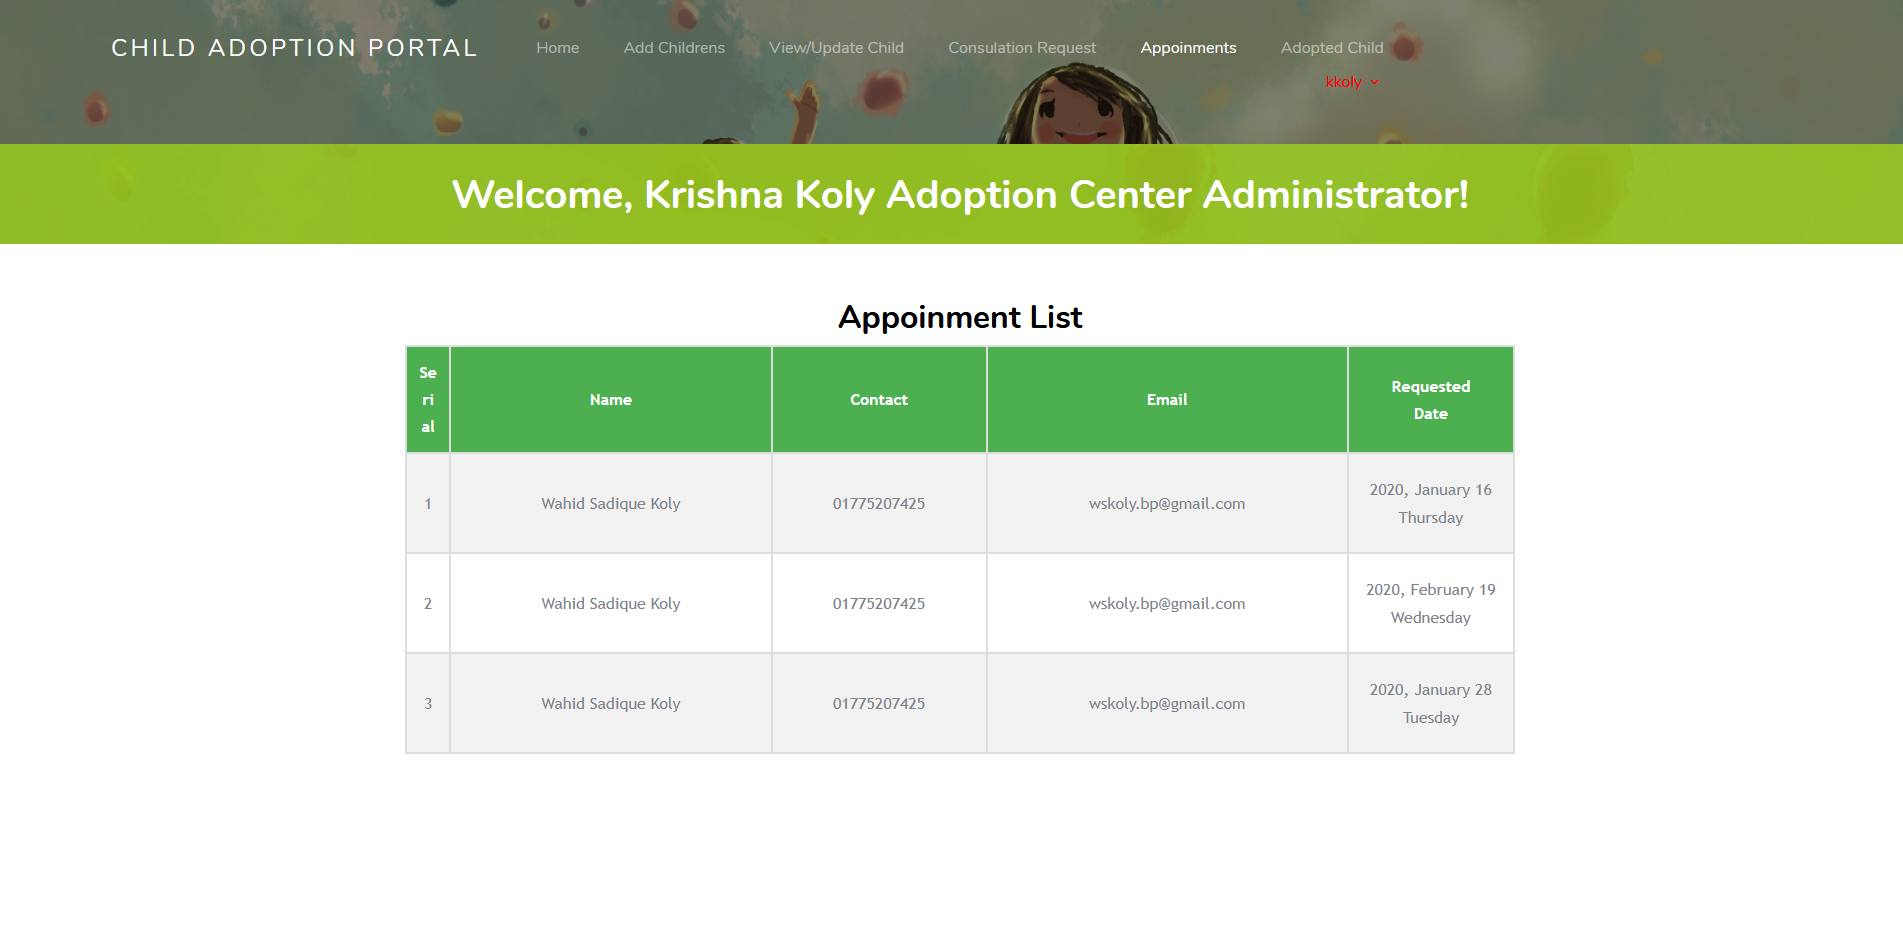 CHILD ADOPTION PORTAL
Home Add Childrens View/Update Child Consulation Request Appoinments Adopted Child
kkoly
Welcome, Krishna Koly Adoption Center Administrator!
Appoinment List
Se
ri
al
Name
Contact
Email
Requested
Date
1 Wahid Sadique Koly 01775207425 wskoly.bp@gmail.com 2020, January 16
Thursday
2 Wahid Sadique Koly 01775207425 wskoly.bp@gmail.com 2020, February 19
Wednesday
3 Wahid Sadique Koly 01775207425 wskoly.bp@gmail.com 2020, January 28
Tuesday